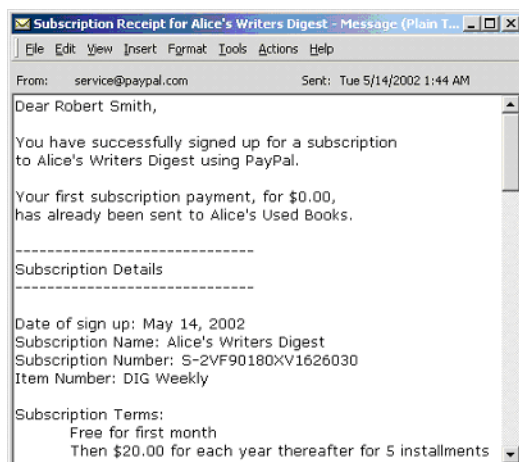 Subscription Receipt for Alice's Writers Digest - Message (Plain T...
File Edit View Insert Format Tools Actions Help
From: service@paypal.com Sent: Tue 5/14/2002 1:44 AM
Dear Robert Smith,
You have successfully signed up for a subscription
to Alice's Writers Digest using PayPal.
Your first subscription payment, for $0.00,
has already been sent to Alice's Used Books.
------------------------------
Subscription Details
------------------------------
Date of sign up: May 14, 2002
Subscription Name: Alice's Writers Digest
Subscription Number: S-2VF90180XV1626030
Item Number: DIG Weekly
Subscription Terms:
Free for first month
Then $20.00 for each year thereafter for 5 installments